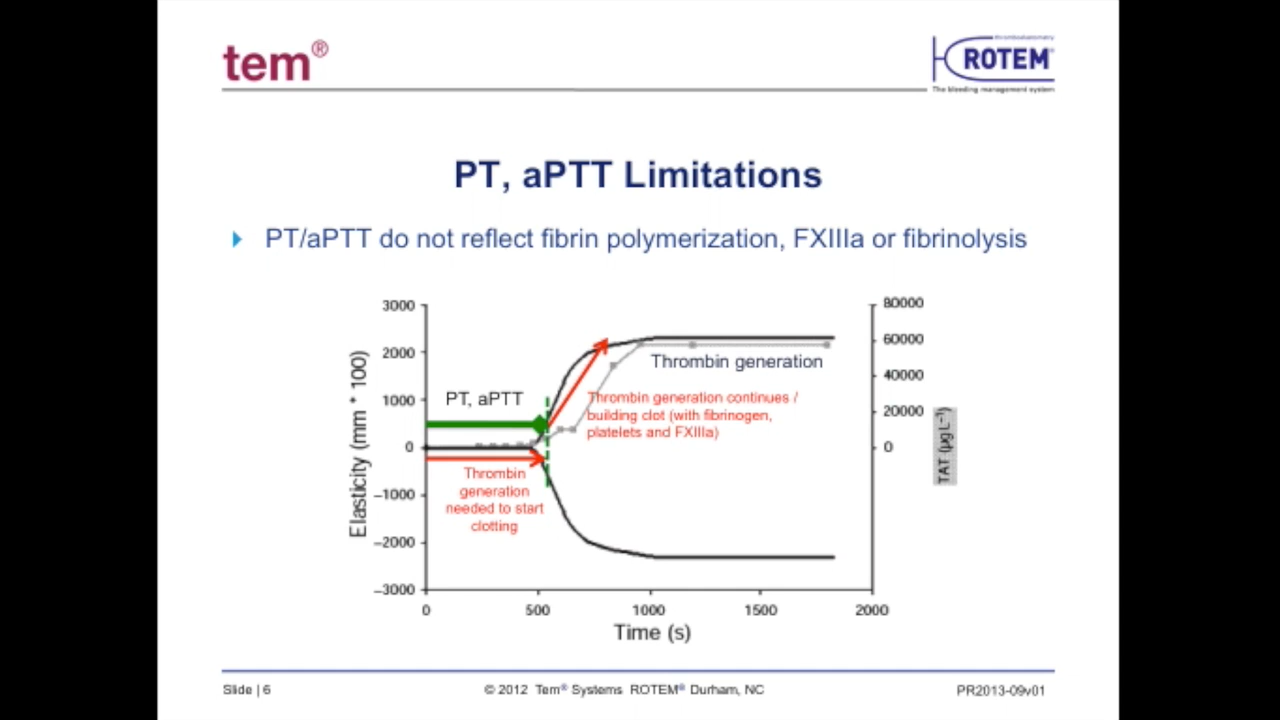 tem®
thromboelastometry
ROTEM®
The bleeding management system
PT, aPTT Limitations
PT/aPTT do not reflect fibrin polymerization, FXIIIa or fibrinolysis
3000
2000
1000
0
–1000
–2000
–3000
Elasticity (mm * 100)
80000
60000
40000
20000
0
TAT (µg L⁻¹)
PT, aPTT
Thrombin generation
Thrombin generation continues /
building clot (with fibrinogen,
platelets and FXIIIa)
Thrombin
generation
needed to start
clotting
0
500
1000
1500
2000
Time (s)
Slide | 6
© 2012 Tem® Systems ROTEM® Durham, NC
PR2013-09v01